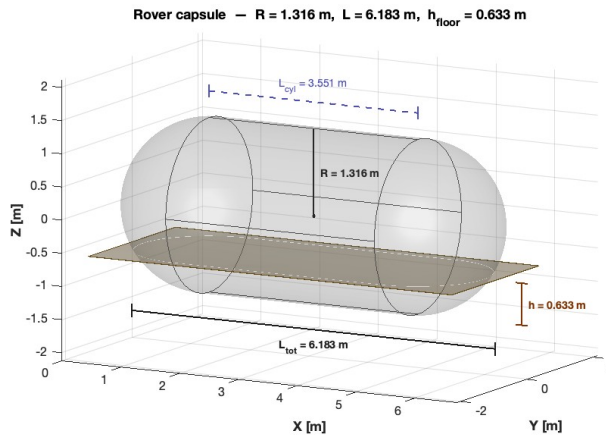 Rover capsule — R = 1.316 m, L = 6.183 m, h_floor = 0.633 m
L_cyl = 3.551 m
R = 1.316 m
h = 0.633 m
L_tot = 6.183 m
Z [m]
2
1.5
1
0.5
0
-0.5
-1
-1.5
-2
0
1
2
3
4
5
6
X [m]
-2
0
Y [m]